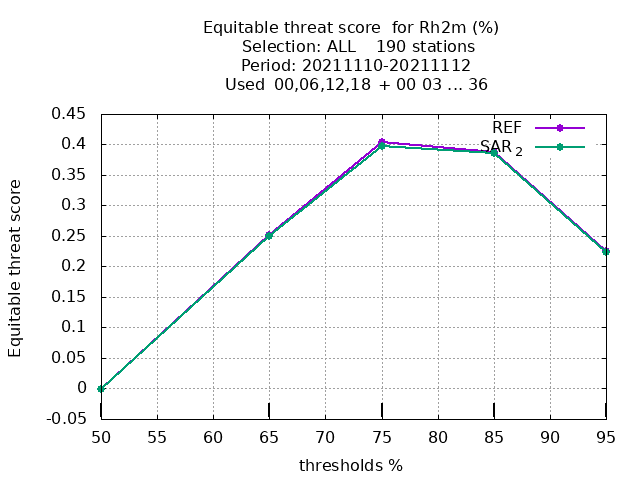 Equitable threat score  for Rh2m (%)
Selection: ALL    190 stations
Period: 20211110-20211112
Used  00,06,12,18  + 00 03 ... 36
REF
SAR 2
0.45
0.4
0.35
0.3
0.25
0.2
0.15
0.1
0.05
0
-0.05
Equitable threat score
50 55 60 65 70 75 80 85 90 95
thresholds %